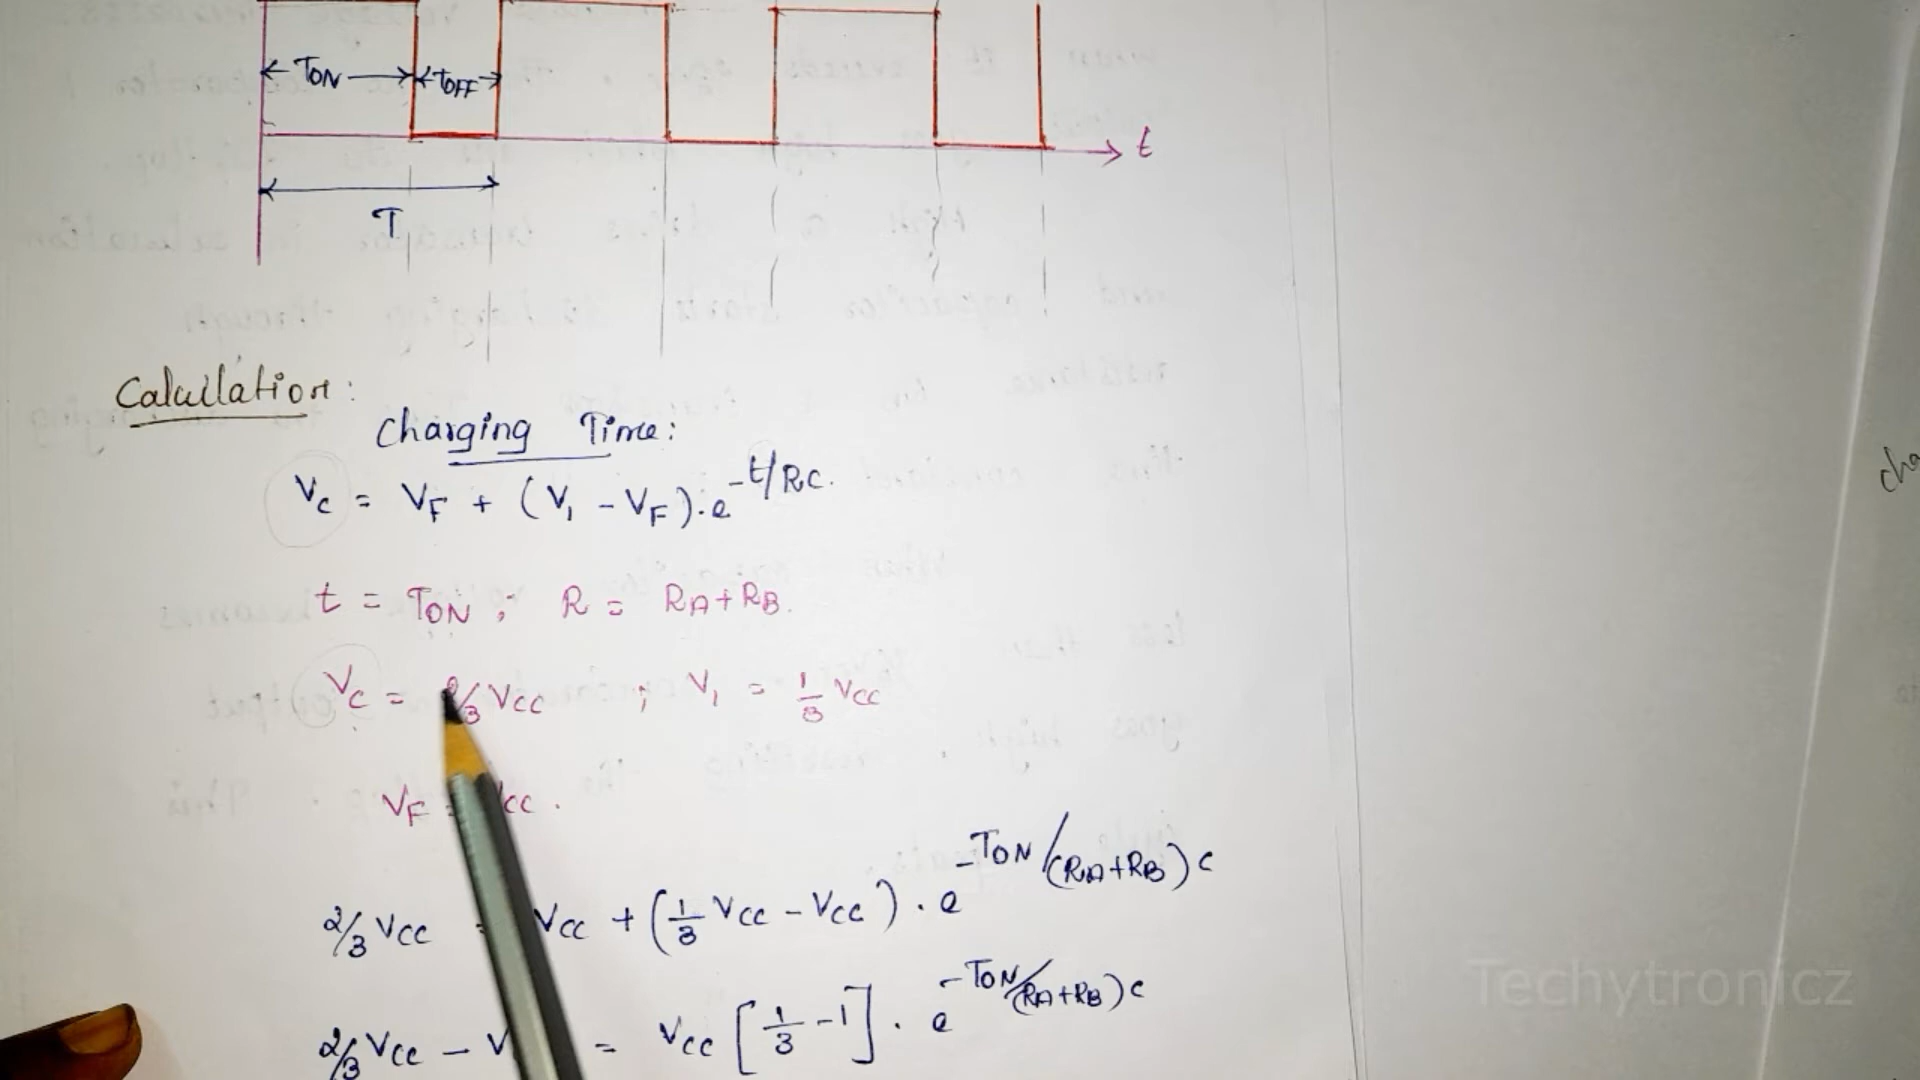 TON tOFF
t
T
Calculation:
Charging Time:
Vc = VF + (V1 - VF).e^-t/RC.
t = TON ; R = RA+RB.
Vc = 2/3 VCC ; V1 = 1/3 VCC
VF = VCC.
2/3 VCC = VCC + (1/3 VCC - VCC) . e^-TON/(RA+RB)C
2/3 VCC - V = VCC [1/3 - 1] . e^-TON/(RA+RB)C
cha
Techytronicz